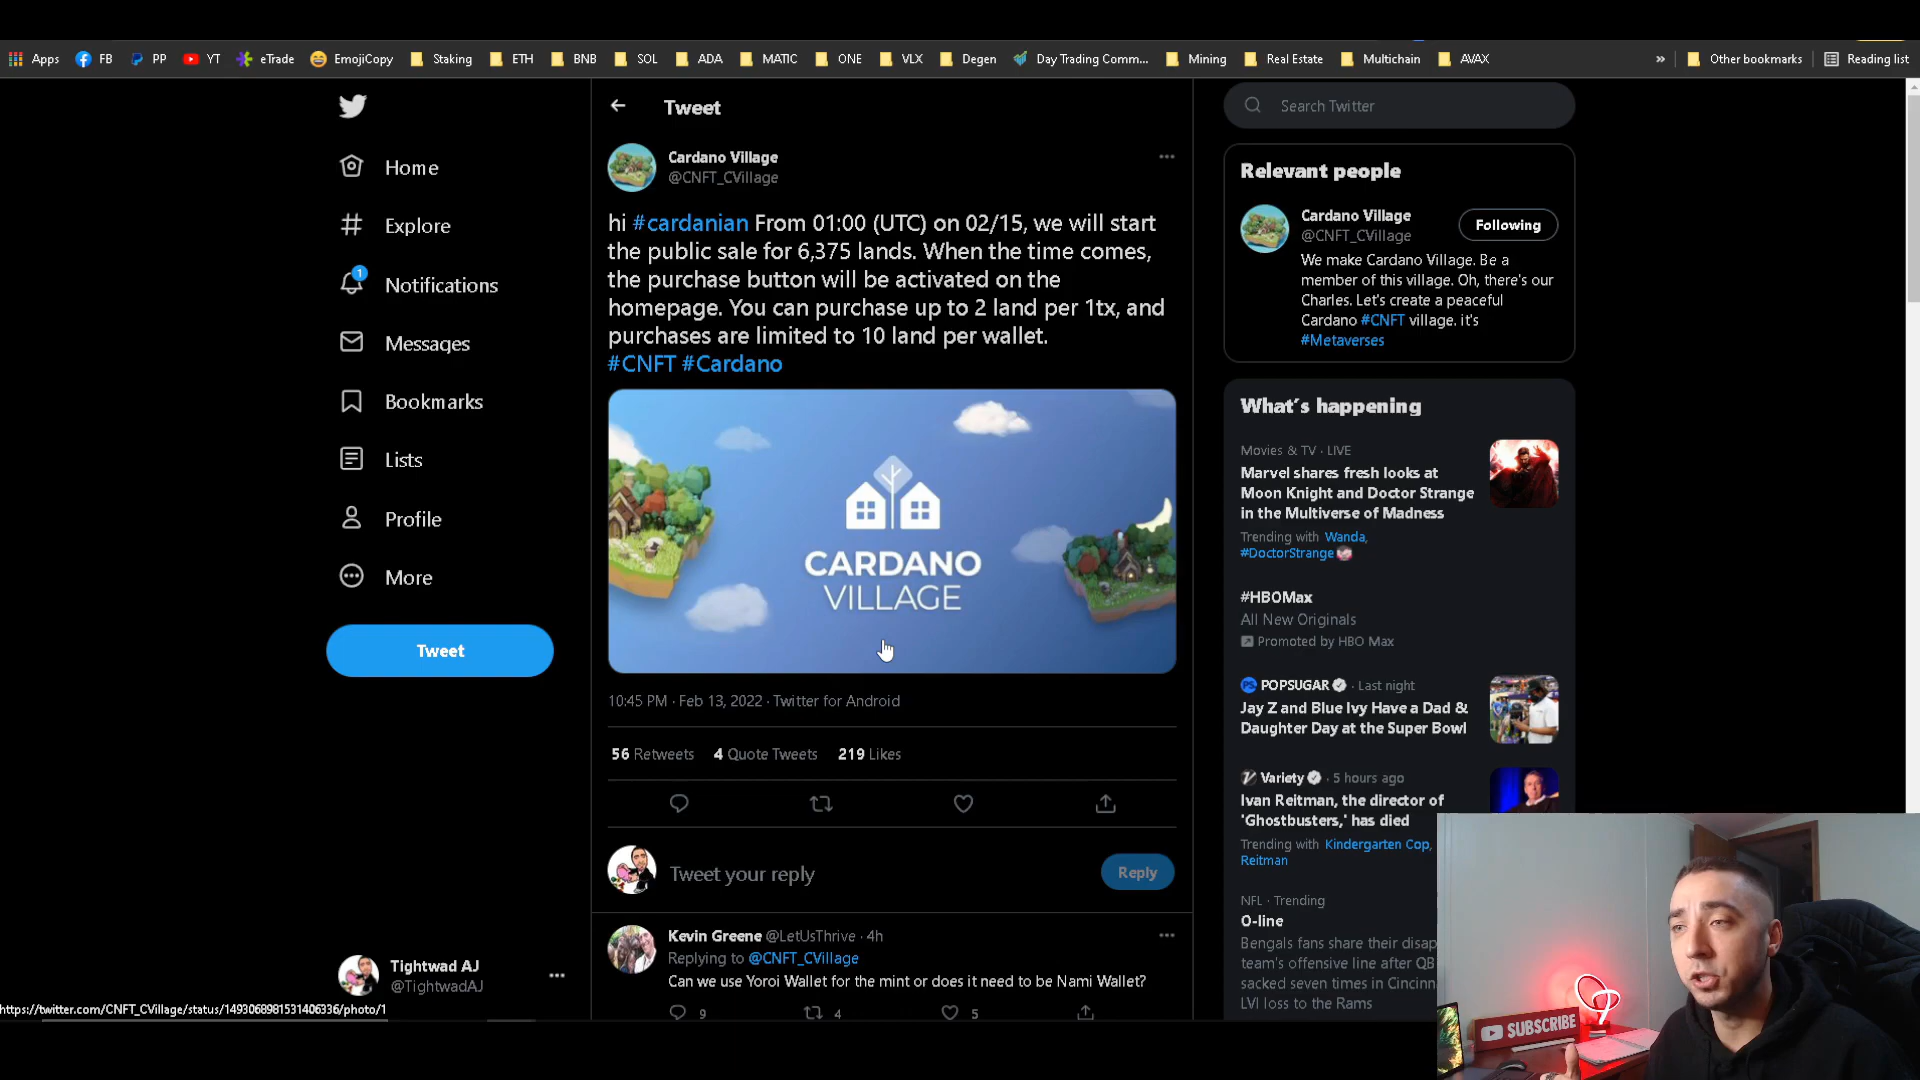 Apps
FB
PP
YT
eTrade
EmojiCopy
Staking
ETH
BNB
SOL
ADA
MATIC
ONE
VLX
Degen
Day Trading Comm...
Mining
Real Estate
Multichain
AVAX
»
Other bookmarks
Reading list
Home
Explore
1
Notifications
Messages
Bookmarks
Lists
Profile
More
Tweet
Tightwad AJ
@TightwadAJ
https://twitter.com/CNFT_CVillage/status/1493068981531406336/photo/1
Tweet
Cardano Village
@CNFT_CVillage
hi #cardanian From 01:00 (UTC) on 02/15, we will start
the public sale for 6,375 lands. When the time comes,
the purchase button will be activated on the
homepage. You can purchase up to 2 land per 1tx, and
purchases are limited to 10 land per wallet.
#CNFT #Cardano
CARDANO
VILLAGE
10:45 PM · Feb 13, 2022 · Twitter for Android
56 Retweets 4 Quote Tweets 219 Likes
Tweet your reply
Reply
Kevin Greene @LetUsThrive · 4h
Replying to @CNFT_CVillage
Can we use Yoroi Wallet for the mint or does it need to be Nami Wallet?
9 4 5
Search Twitter
Relevant people
Cardano Village
@CNFT_CVillage
Following
We make Cardano Village. Be a
member of this village. Oh, there's our
Charles. Let's create a peaceful
Cardano #CNFT village. it's
#Metaverses
What's happening
Movies & TV · LIVE
Marvel shares fresh looks at
Moon Knight and Doctor Strange
in the Multiverse of Madness
Trending with Wanda,
#DoctorStrange
#HBOMax
All New Originals
Promoted by HBO Max
POPSUGAR · Last night
Jay Z and Blue Ivy Have a Dad &
Daughter Day at the Super Bowl
Variety · 5 hours ago
Ivan Reitman, the director of
'Ghostbusters,' has died
Trending with Kindergarten Cop,
Reitman
NFL · Trending
O-line
Bengals fans share their
team's offensive line after QB
sacked seven times in
LVI loss to the Rams
SUBSCRIBE